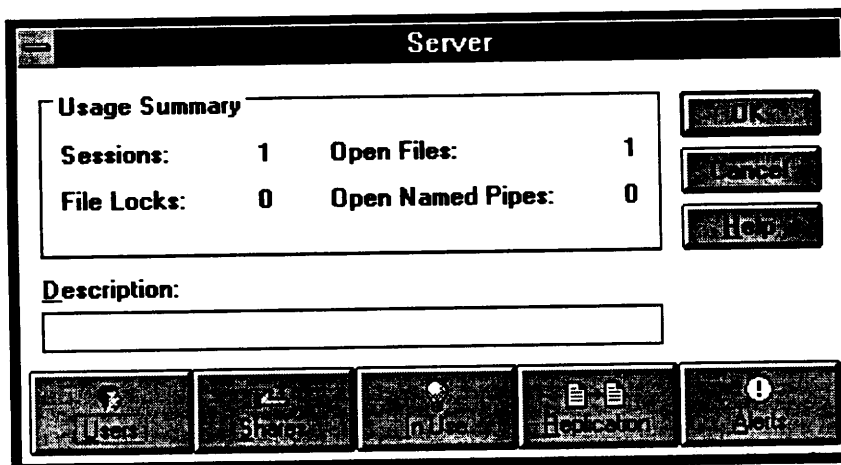 Server
Usage Summary
Sessions: 1 Open Files: 1
File Locks: 0 Open Named Pipes: 0
OK
Cancel
Help
Description:
Users Shares In Use Replication Alerts